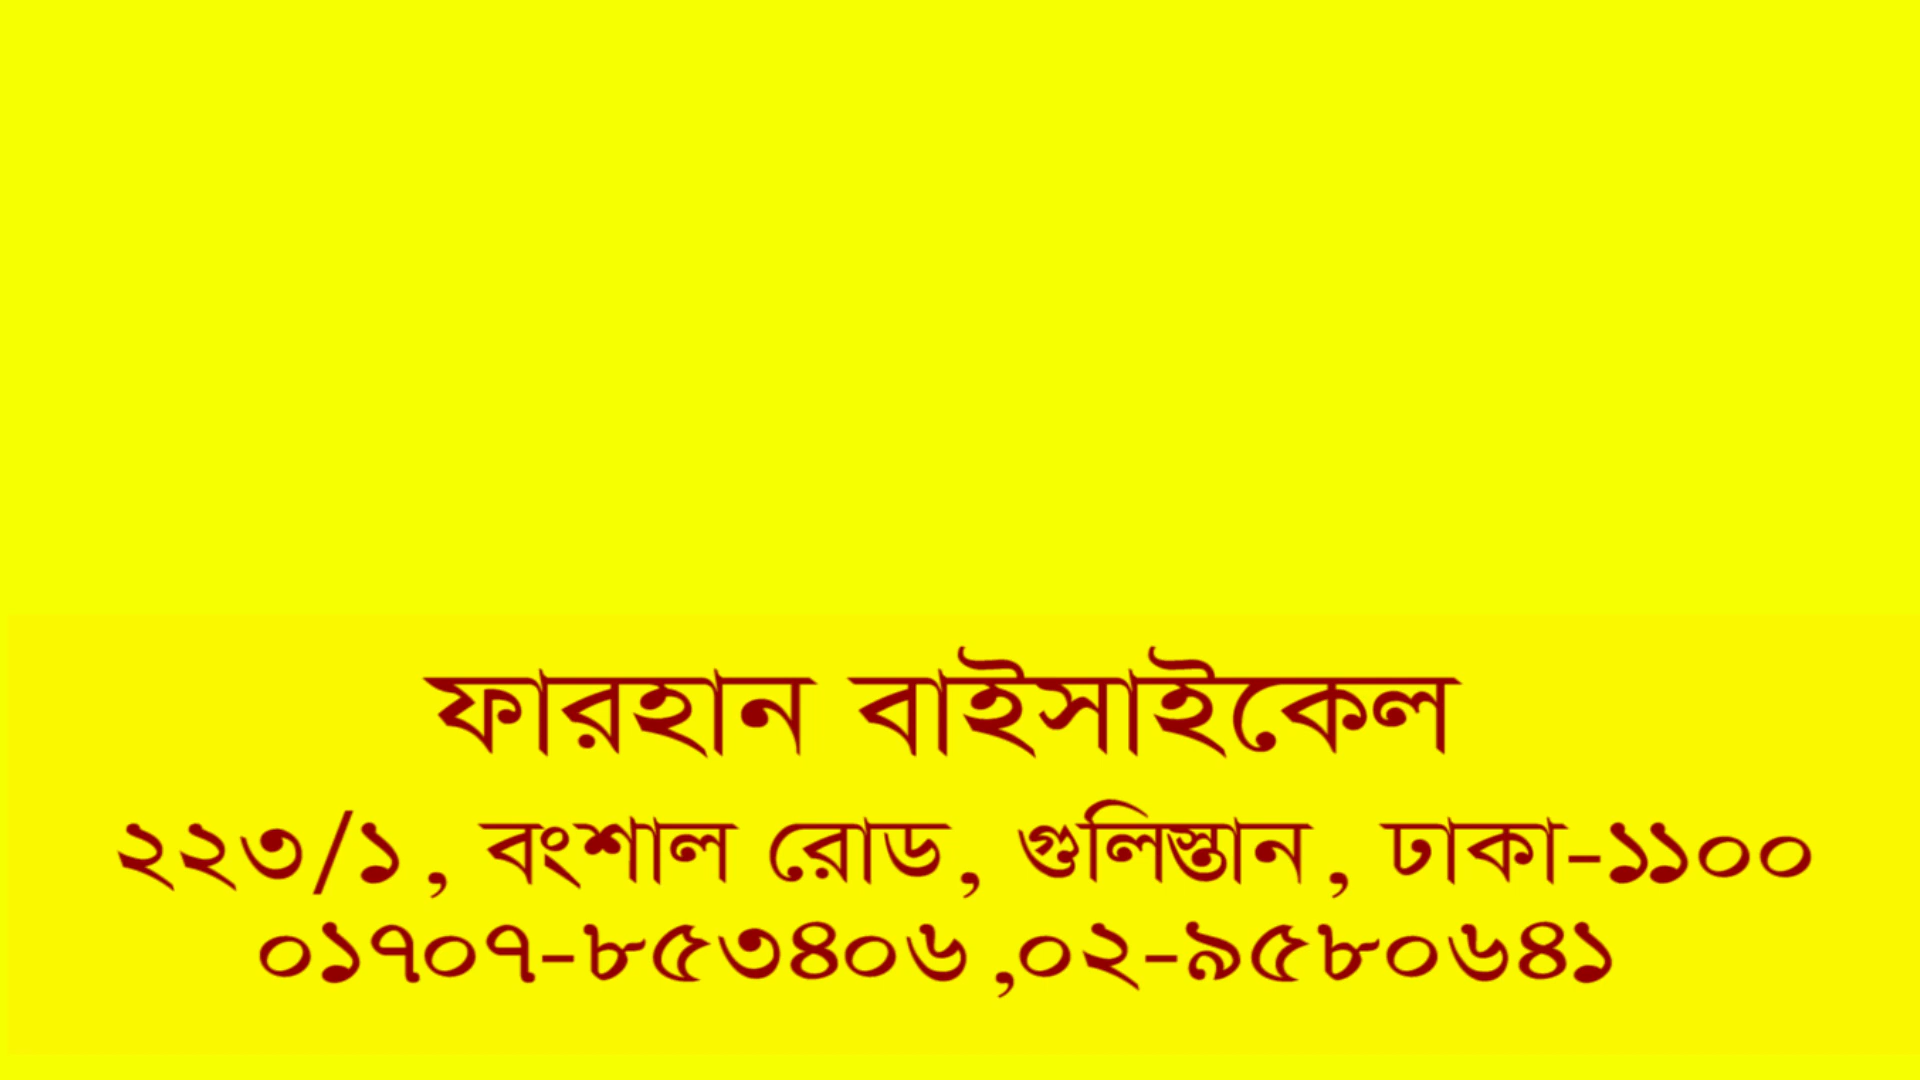 ফারহান বাইসাইকেল
২২৩/১, বংশাল রোড, গুলিস্তান, ঢাকা-১১০০
০১৭০৭-৮৫৩৪০৬,০২-৯৫৮০৬৪১